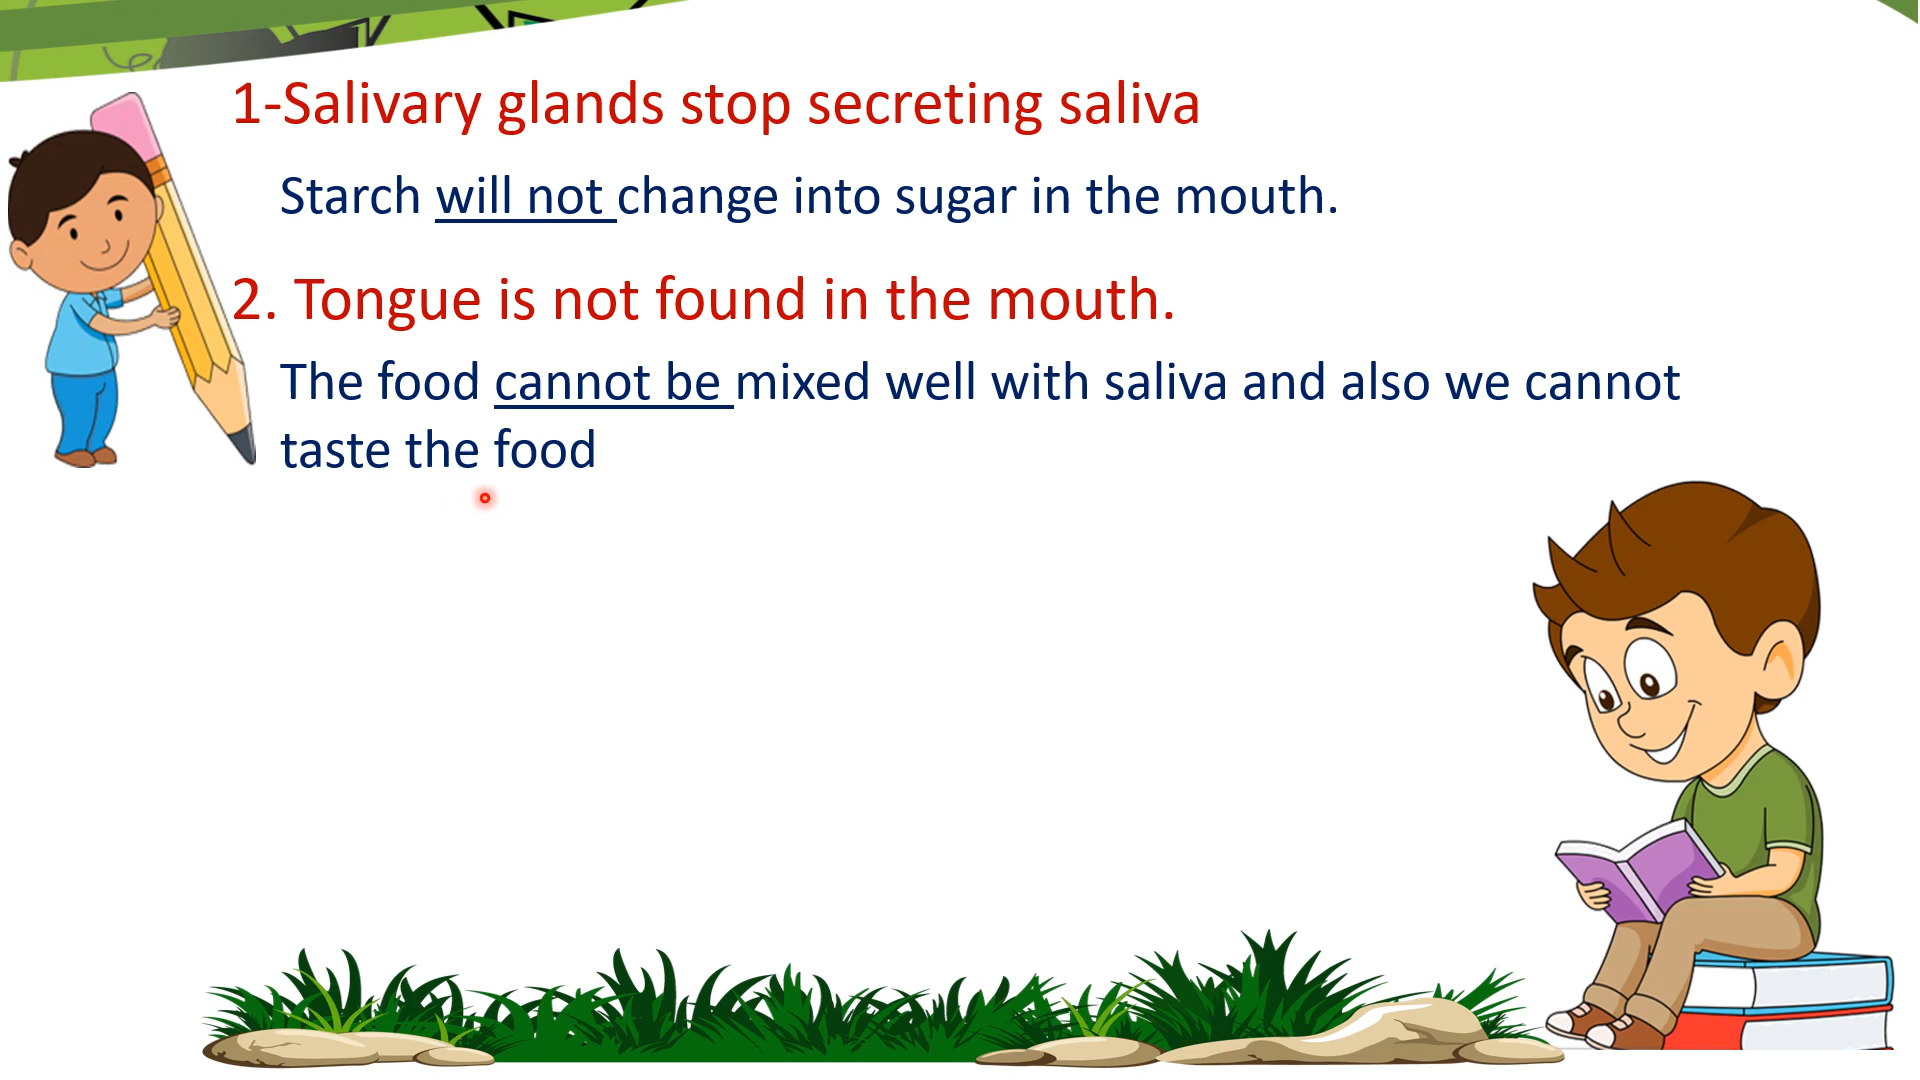 1-Salivary glands stop secreting saliva
Starch will not change into sugar in the mouth.
2. Tongue is not found in the mouth.
The food cannot be mixed well with saliva and also we cannot
taste the food